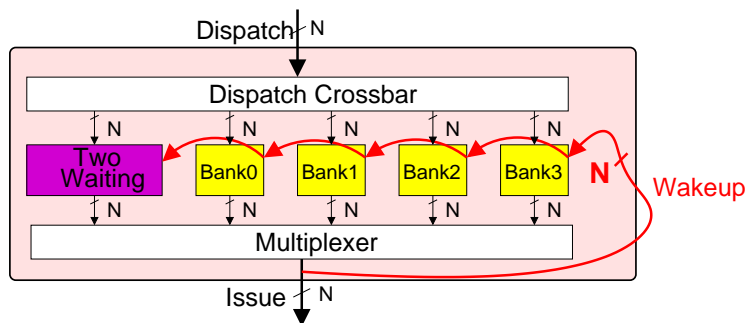 Dispatch N
Dispatch Crossbar
N N N N N
Two
Waiting
Bank0 Bank1 Bank2 Bank3
N
Wakeup
N N N N N
Multiplexer
Issue N